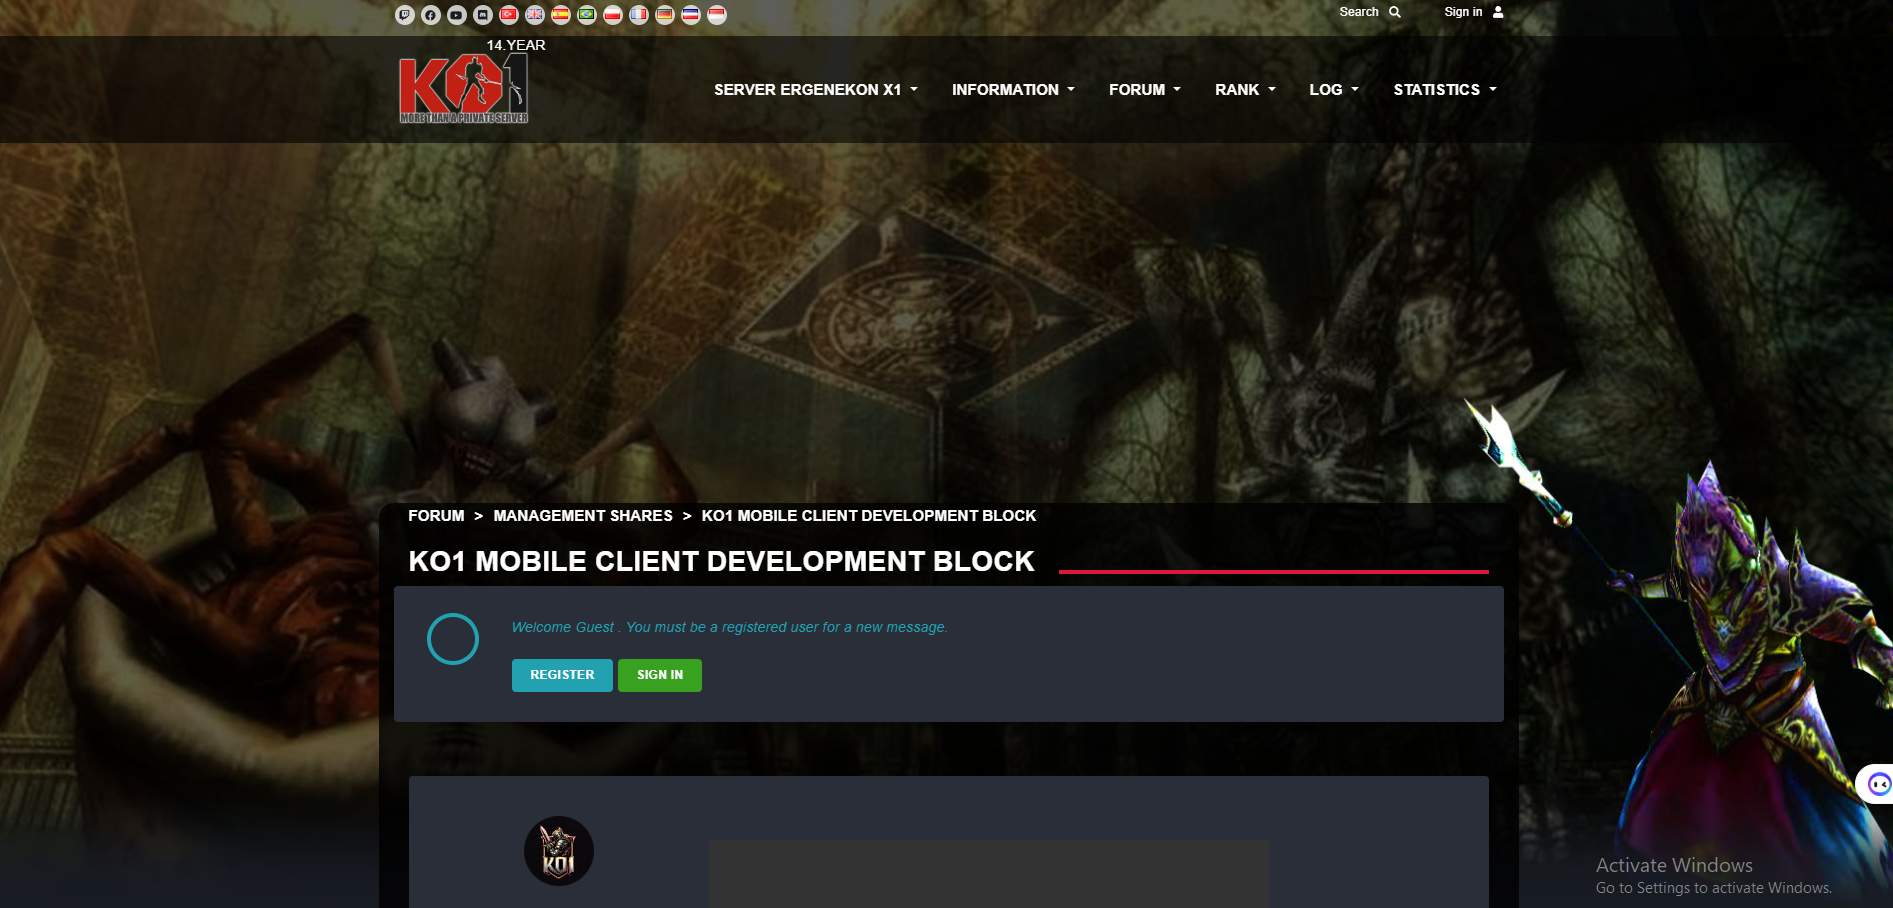 Search
Sign in
14.YEAR
KO1
MORE THAN A PRIVATE SERVER
SERVER ERGENEKON X1
INFORMATION
FORUM
RANK
LOG
STATISTICS
FORUM > MANAGEMENT SHARES > KO1 MOBILE CLIENT DEVELOPMENT BLOCK
KO1 MOBILE CLIENT DEVELOPMENT BLOCK
Welcome Guest . You must be a registered user for a new message.
REGISTER
SIGN IN
KO1
Activate Windows
Go to Settings to activate Windows.